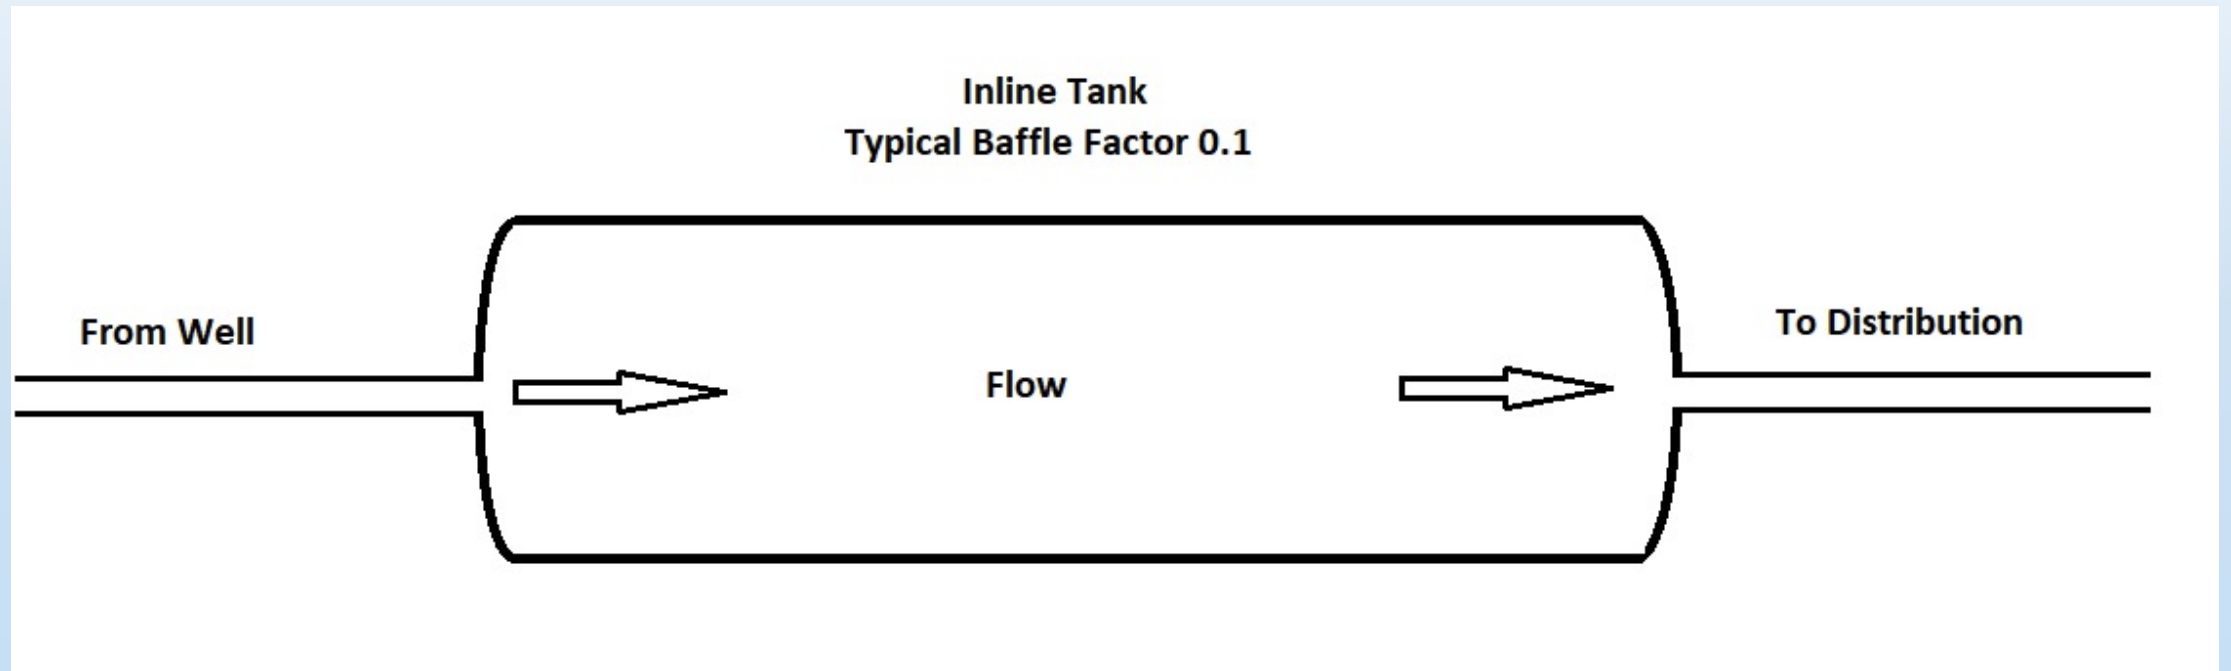 Inline Tank
Typical Baffle Factor 0.1
From Well
To Distribution
Flow